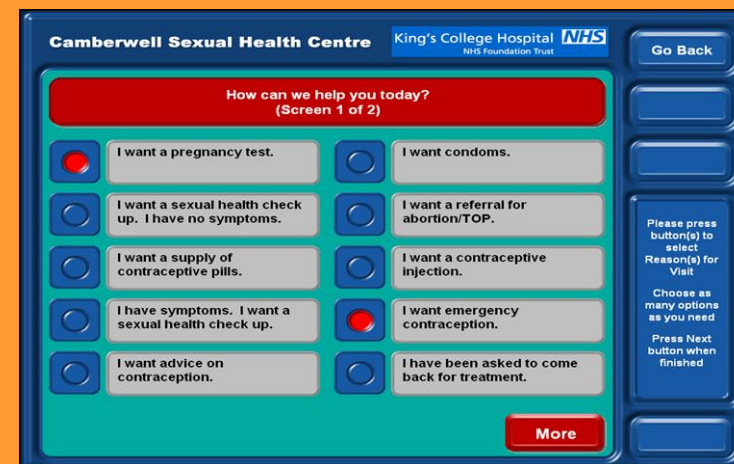 Camberwell Sexual Health Centre
King's College Hospital NHS
NHS Foundation Trust
Go Back
How can we help you today?
(Screen 1 of 2)
I want a pregnancy test.
I want condoms.
I want a sexual health check
up. I have no symptoms.
I want a referral for
abortion/TOP.
I want a supply of
contraceptive pills.
I want a contraceptive
injection.
I have symptoms. I want a
sexual health check up.
I want emergency
contraception.
I want advice on
contraception.
I have been asked to come
back for treatment.
More
Please press
button(s) to
select
Reason(s) for
Visit
Choose as
many options
as you need
Press Next
button when
finished